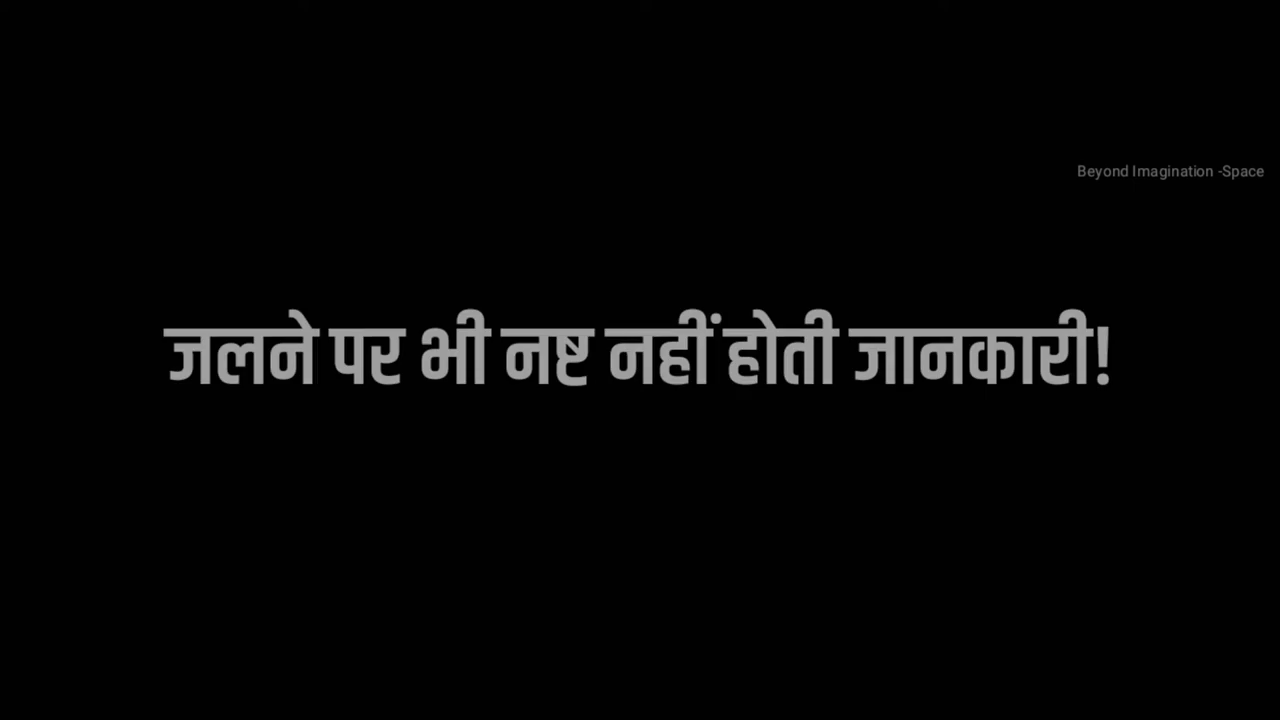 Beyond Imagination -Space
जलने पर भी नष्ट नहीं होती जानकारी!